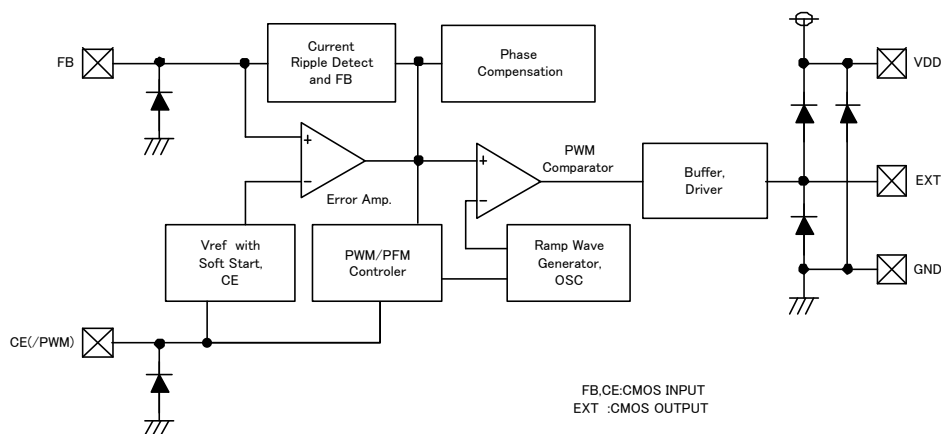 FB
Current
Ripple Detect
and FB
Phase
Compensation
VDD
+
−
Error Amp.
+
−
PWM
Comparator
Buffer,
Driver
EXT
Vref with
Soft Start,
CE
PWM/PFM
Controler
Ramp Wave
Generator,
OSC
GND
CE(/PWM)
FB,CE:CMOS INPUT
EXT :CMOS OUTPUT